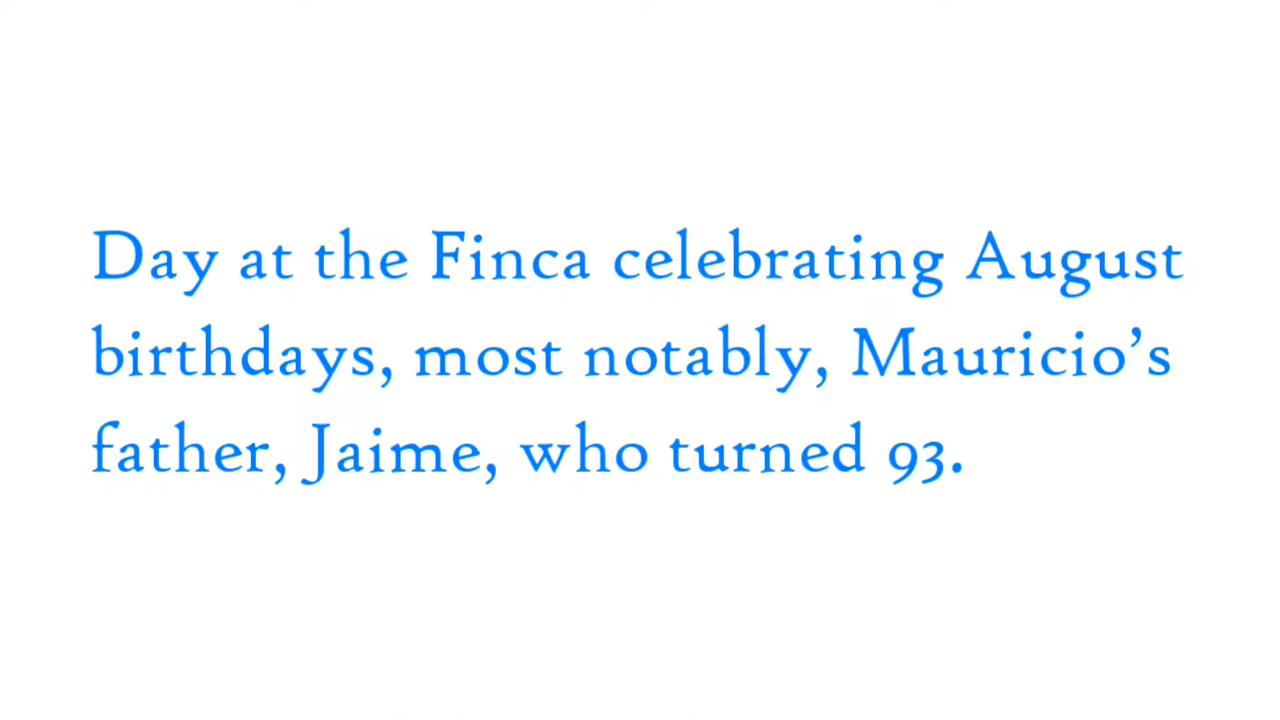 Day at the Finca celebrating August
birthdays, most notably, Mauricio’s
father, Jaime, who turned 93.